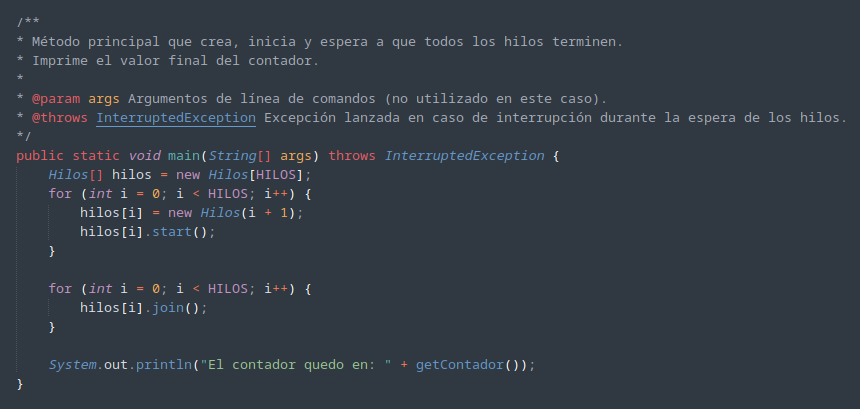 /**
* Método principal que crea, inicia y espera a que todos los hilos terminen.
* Imprime el valor final del contador.
*
* @param args Argumentos de línea de comandos (no utilizado en este caso).
* @throws InterruptedException Excepción lanzada en caso de interrupción durante la espera de los hilos.
*/
public static void main(String[] args) throws InterruptedException {
    Hilos[] hilos = new Hilos[HILOS];
    for (int i = 0; i < HILOS; i++) {
        hilos[i] = new Hilos(i + 1);
        hilos[i].start();
    }

    for (int i = 0; i < HILOS; i++) {
        hilos[i].join();
    }

    System.out.println("El contador quedo en: " + getContador());
}